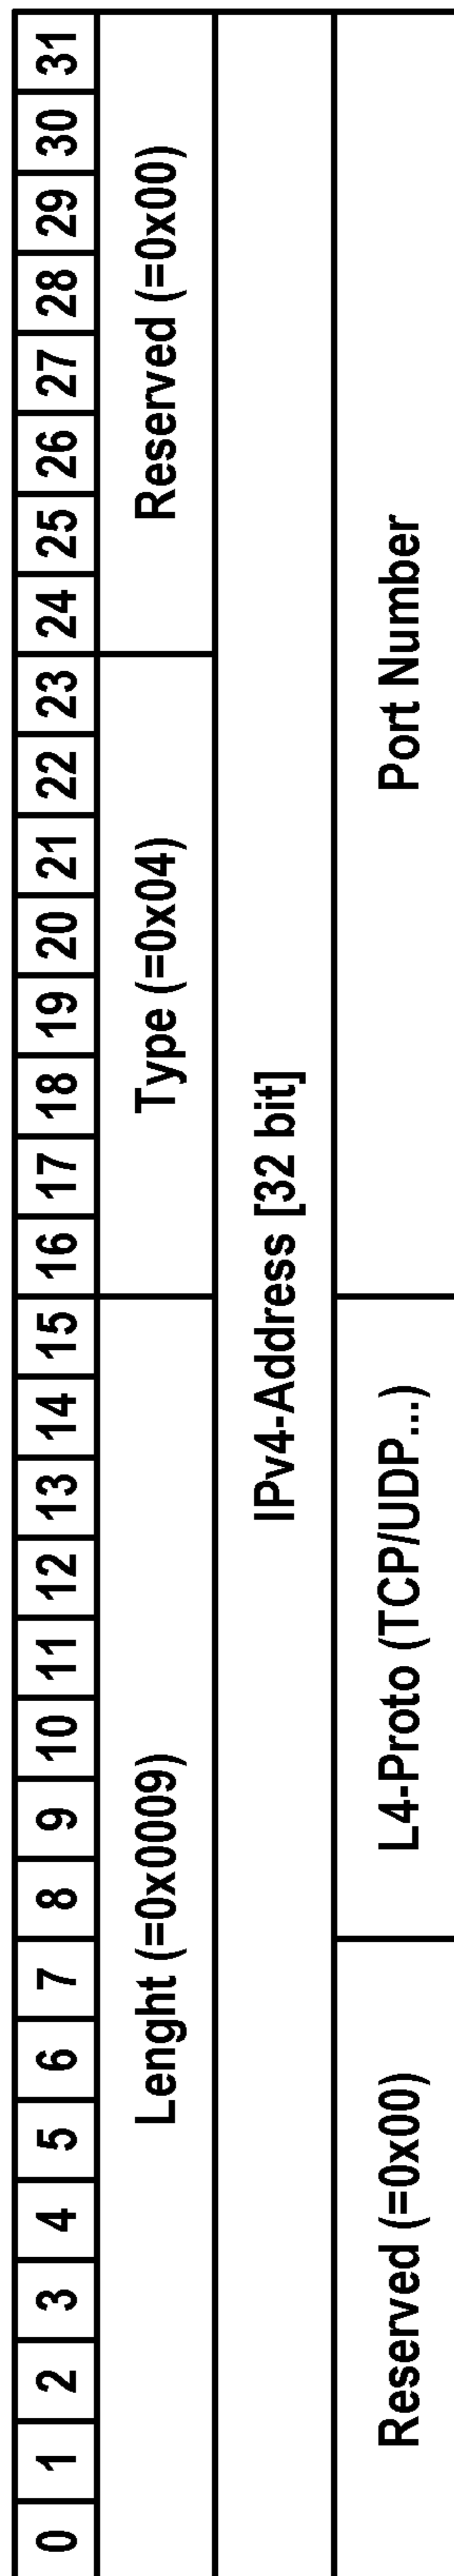 0 1 2 3 4 5 6 7 8 9 10 11 12 13 14 15 16 17 18 19 20 21 22 23 24 25 26 27 28 29 30 31
Lenght (=0x0009) Type (=0x04) Reserved (=0x00)
IPv4-Address [32 bit]
Reserved (=0x00) L4-Proto (TCP/UDP...) Port Number